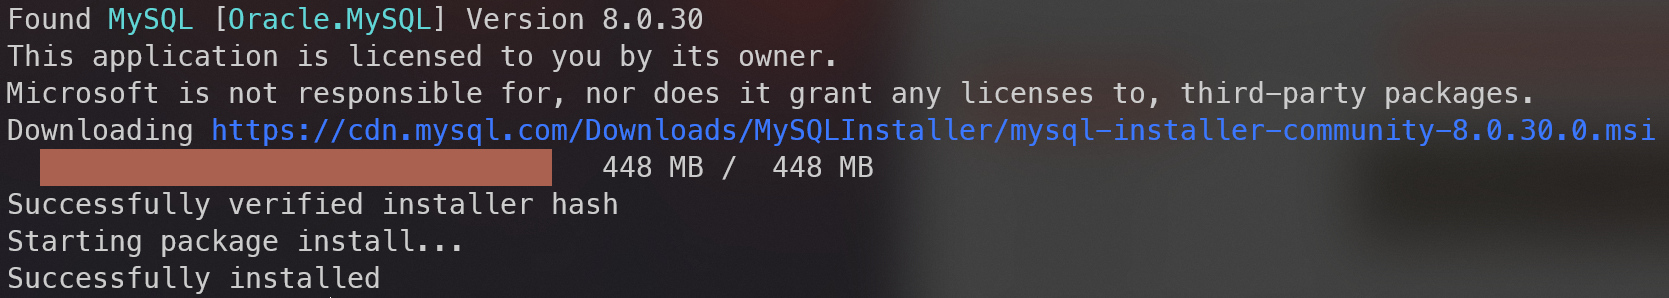 Found MySQL [Oracle.MySQL] Version 8.0.30
This application is licensed to you by its owner.
Microsoft is not responsible for, nor does it grant any licenses to, third-party packages.
Downloading https://cdn.mysql.com/Downloads/MySQLInstaller/mysql-installer-community-8.0.30.0.msi
448 MB / 448 MB
Successfully verified installer hash
Starting package install...
Successfully installed